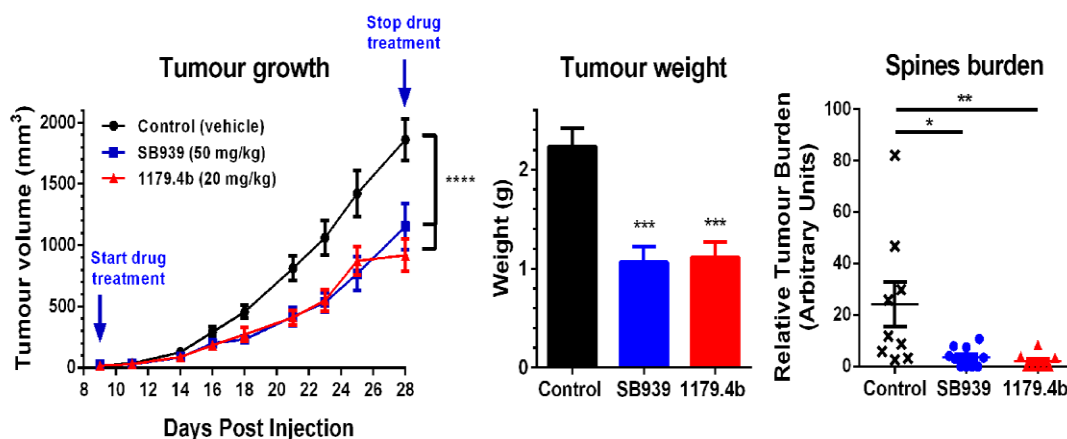 Start drug
treatment
Stop drug
treatment
Tumour growth
Tumour volume (mm³)
2000
1500
1000
500
0
Control (vehicle)
SB939 (50 mg/kg)
1179.4b (20 mg/kg)
****
8 10 12 14 16 18 20 22 24 26 28
Days Post Injection
Tumour weight
Weight (g)
2
1
0
***
***
Control SB939 1179.4b
Spines burden
Relative Tumour Burden
(Arbitrary Units)
100
80
60
40
20
0
**
*
Control SB939 1179.4b